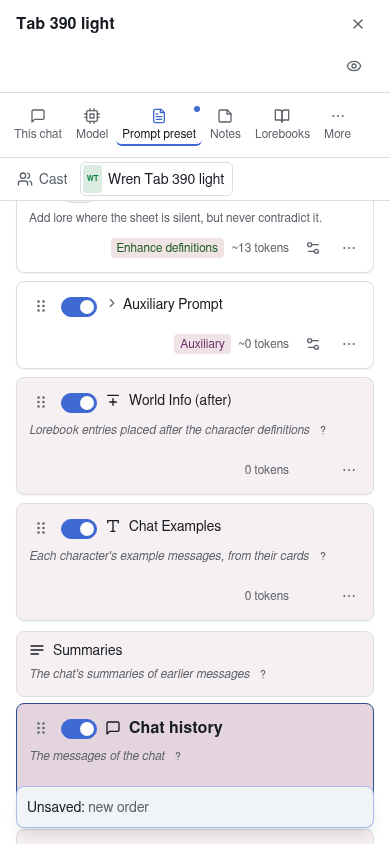 Tab 390 light
This chat
Model
Prompt preset
Notes
Lorebooks
More
Cast
WT
Wren Tab 390 light
Add lore where the sheet is silent, but never contradict it.
Enhance definitions ~13 tokens
Auxiliary Prompt
Auxiliary ~0 tokens
World Info (after)
Lorebook entries placed after the character definitions ?
0 tokens
Chat Examples
Each character's example messages, from their cards ?
0 tokens
Summaries
The chat's summaries of earlier messages ?
Chat history
The messages of the chat ?
Unsaved: new order